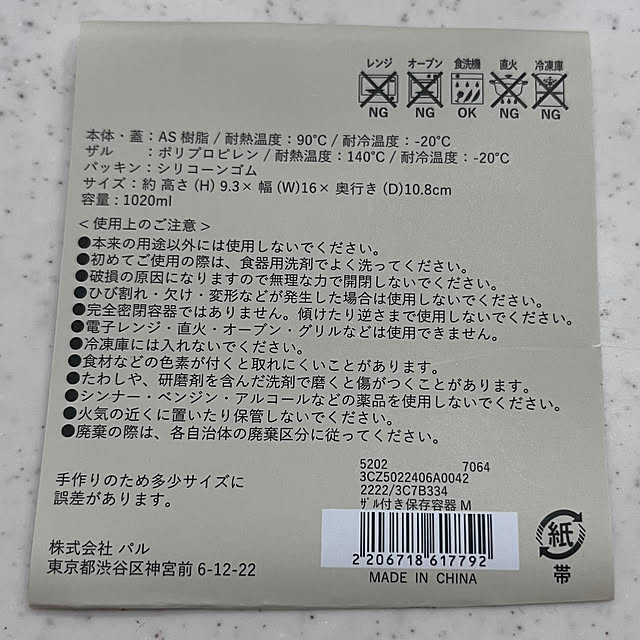 レンジ オーブン 食洗機 直火 冷凍庫
NG NG OK NG NG
本体・蓋：AS 樹脂 / 耐熱温度：90℃ / 耐冷温度：-20℃
ザル ：ポリプロピレン / 耐熱温度：140℃ / 耐冷温度：-20℃
パッキン：シリコーンゴム
サイズ：約 高さ (H) 9.3× 幅 (W)16× 奥行き (D)10.8cm
容量：1020ml
＜使用上のご注意＞
●本来の用途以外には使用しないでください。
●初めてご使用の際は、食器用洗剤でよく洗ってください。
●破損の原因になりますので無理な力で開閉しないでください。
●ひび割れ・欠け・変形などが発生した場合は使用しないでください。
●完全密閉容器ではありません。傾けたり逆さまで使用しないでください。
●電子レンジ・直火・オーブン・グリルなどは使用できません。
●冷凍庫には入れないでください。
●食材などの色素が付くと取れにくいことがあります。
●たわしや、研磨剤を含んだ洗剤で磨くと傷がつくことがあります。
●シンナー・ベンジン・アルコールなどの薬品を使用しないでください。
●火気の近くに置いたり保管しないでください。
●廃棄の際は、各自治体の廃棄区分に従ってください。
手作りのため多少サイズに
誤差があります。
株式会社 パル
東京都渋谷区神宮前 6-12-22
5202 7064
3CZ5022406A0042
2222/3C7B334
ｻﾞﾙ付き保存容器 M
2 206718 617792
MADE IN CHINA
紙
帯